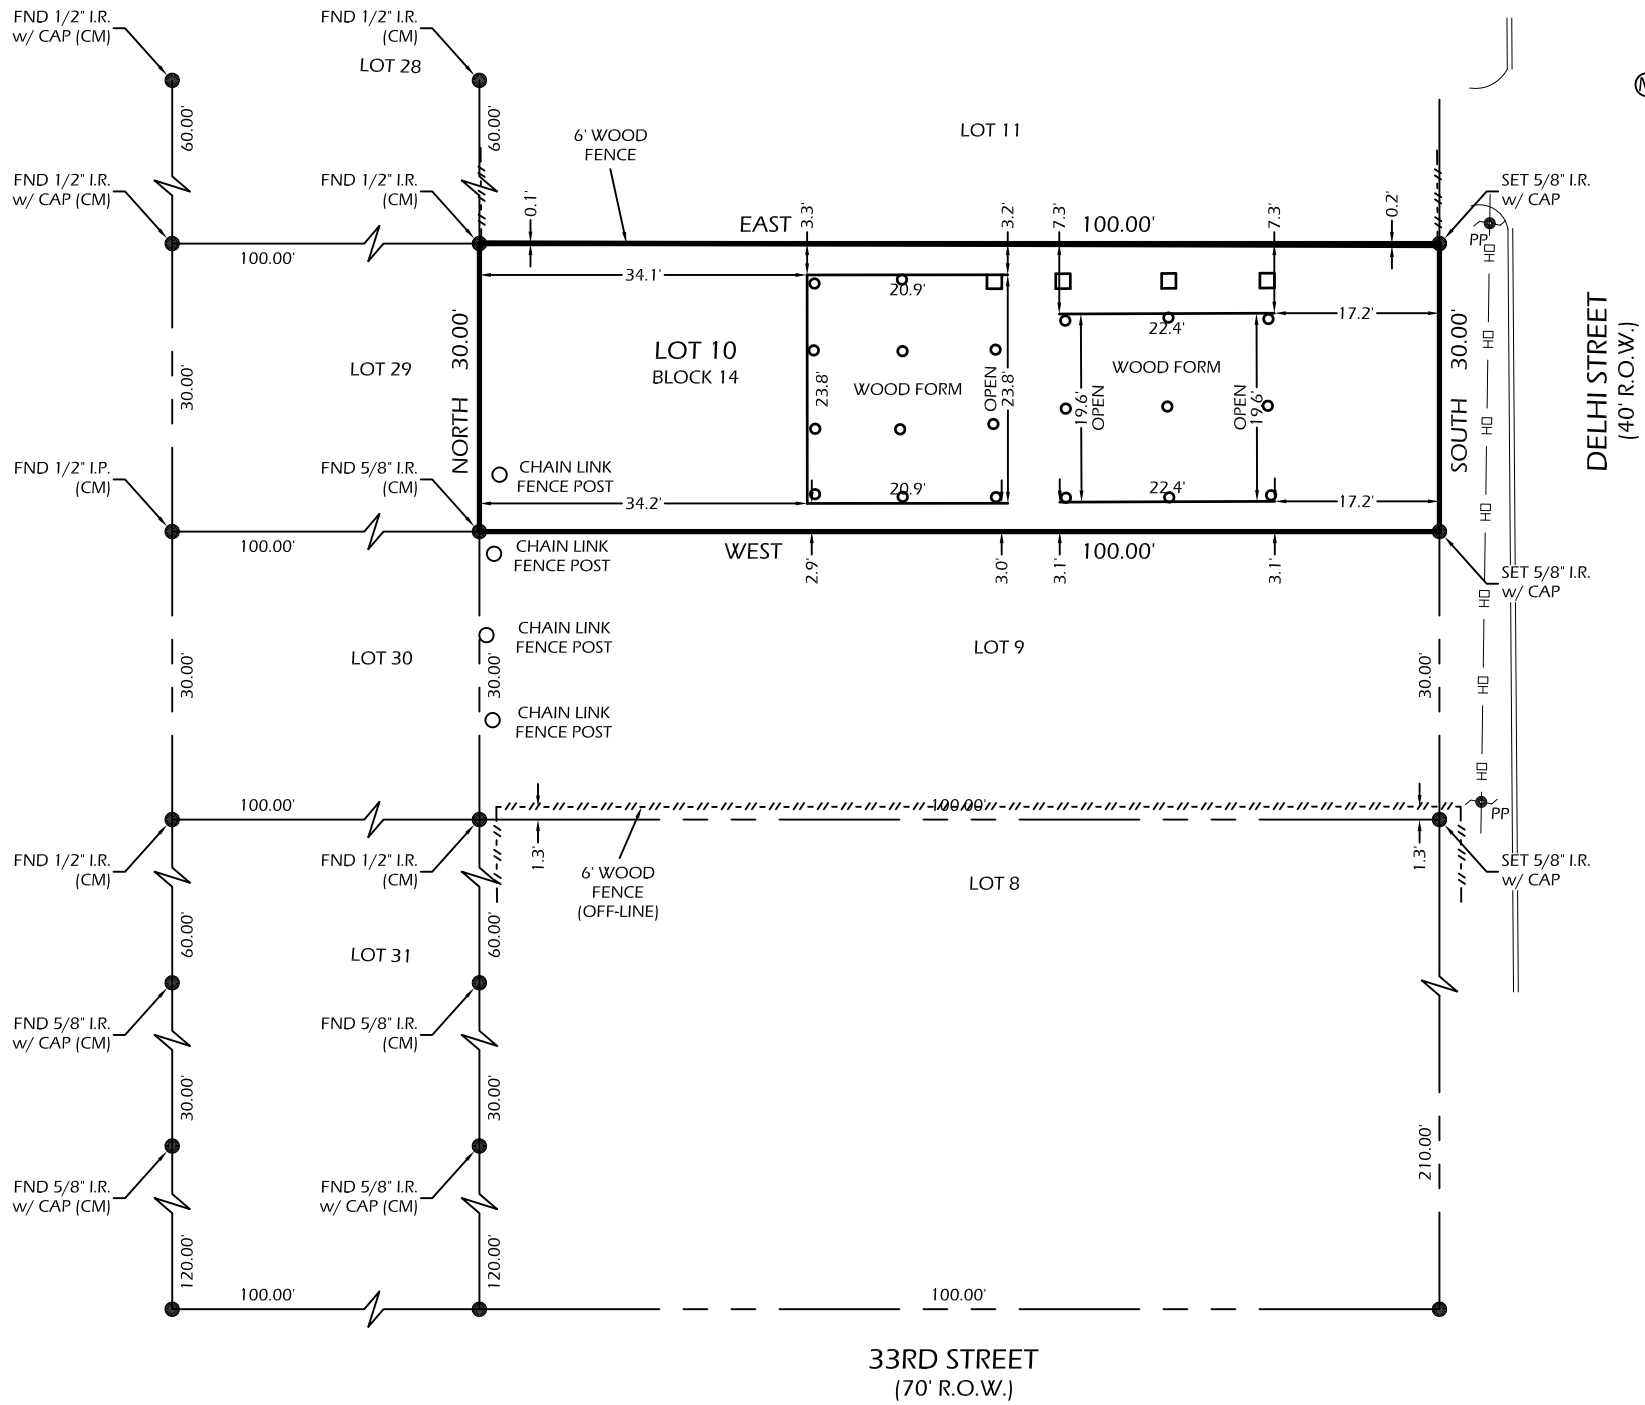 FND 1/2" I.R.
w/ CAP (CM)
FND 1/2" I.R.
(CM)
LOT 28
60.00'
60.00'
6' WOOD
FENCE
LOT 11
FND 1/2" I.R.
w/ CAP (CM)
FND 1/2" I.R.
(CM)
SET 5/8" I.R.
w/ CAP
0.1'
EAST
3.3'
3.2'
7.3'
100.00'
7.3'
0.2'
PP
OH
100.00'
34.1'
20.9'
22.4'
17.2'
NORTH 30.00'
LOT 10
BLOCK 14
SOUTH 30.00'
DELHI STREET
(40' R.O.W.)
LOT 29
30.00'
23.8'
WOOD FORM
OPEN
23.8'
19.6'
OPEN
WOOD FORM
OPEN
19.6'
OH
OH
FND 1/2" I.P.
(CM)
FND 5/8" I.R.
(CM)
CHAIN LINK
FENCE POST
34.2'
20.9'
22.4'
17.2'
OH
100.00'
WEST
100.00'
CHAIN LINK
FENCE POST
2.9'
3.0'
3.1'
3.1'
SET 5/8" I.R.
w/ CAP
OH
CHAIN LINK
FENCE POST
LOT 9
LOT 30
30.00'
30.00'
30.00'
OH
CHAIN LINK
FENCE POST
OH
100.00'
100.00'
PP
FND 1/2" I.R.
(CM)
FND 1/2" I.R.
(CM)
1.3'
6' WOOD
FENCE
(OFF-LINE)
LOT 8
1.3'
SET 5/8" I.R.
w/ CAP
60.00'
60.00'
LOT 31
FND 5/8" I.R.
w/ CAP (CM)
FND 5/8" I.R.
(CM)
30.00'
30.00'
210.00'
FND 5/8" I.R.
w/ CAP (CM)
FND 5/8" I.R.
w/ CAP (CM)
120.00'
120.00'
100.00'
100.00'
33RD STREET
(70' R.O.W.)